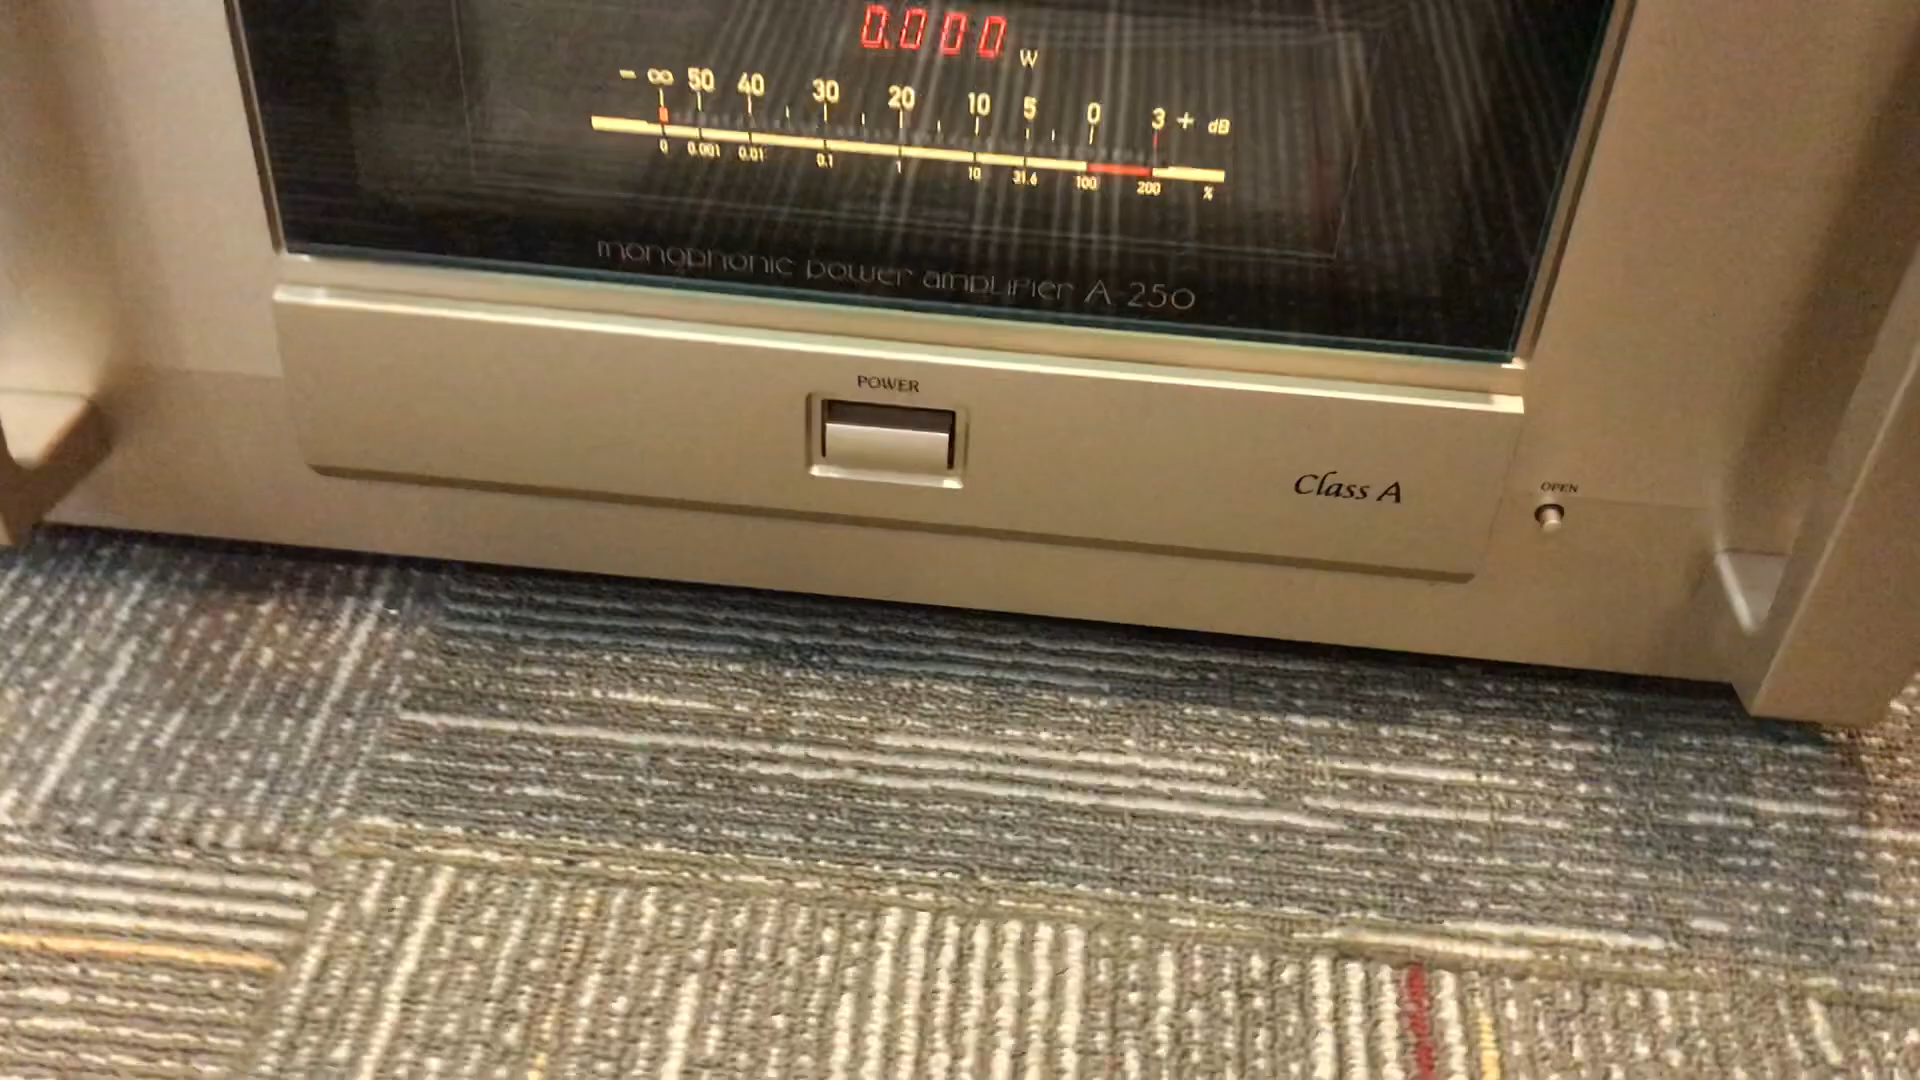 0.000 W
- ∞ 50 40 30 20 10 5 0 3 + dB
0 0.001 0.01 0.1 1 10 31.6 100 200 %
monophonic power amplifier A-250
POWER
Class A
OPEN